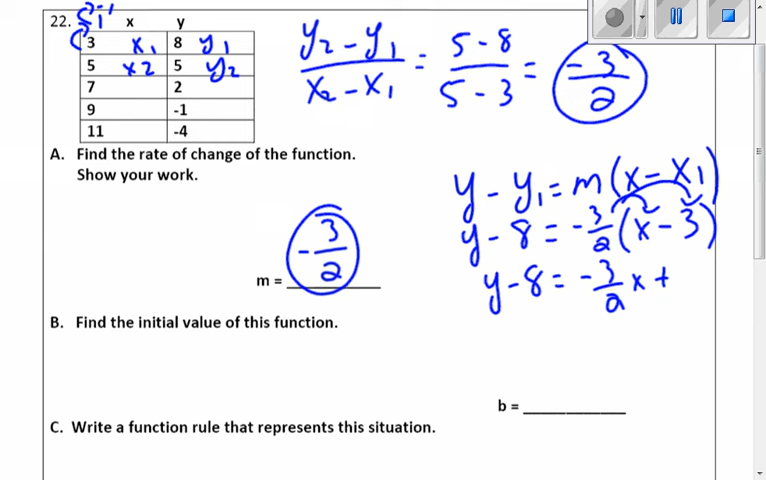 22. x y
3 x₁ 8 y₁
5 x2 5 y₂
7 2
9 -1
11 -4
y₂ - y₁ / x₂ - x₁ = 5 - 8 / 5 - 3 = -3/2
A. Find the rate of change of the function.
Show your work.
m = -3/2
y - y₁ = m(x - x₁)
y - 8 = -3/2(x - 3)
y - 8 = -3/2 x +
B. Find the initial value of this function.
b = ________
C. Write a function rule that represents this situation.